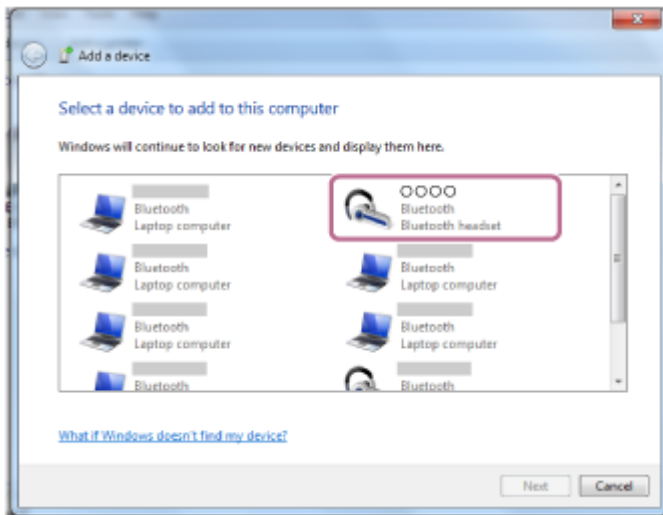 Add a device
Select a device to add to this computer
Windows will continue to look for new devices and display them here.
Bluetooth
Laptop computer
OOOO
Bluetooth
Bluetooth headset
Bluetooth
Laptop computer
Bluetooth
Laptop computer
Bluetooth
Laptop computer
Bluetooth
Laptop computer
Bluetooth
Bluetooth
What if Windows doesn't find my device?
Next
Cancel